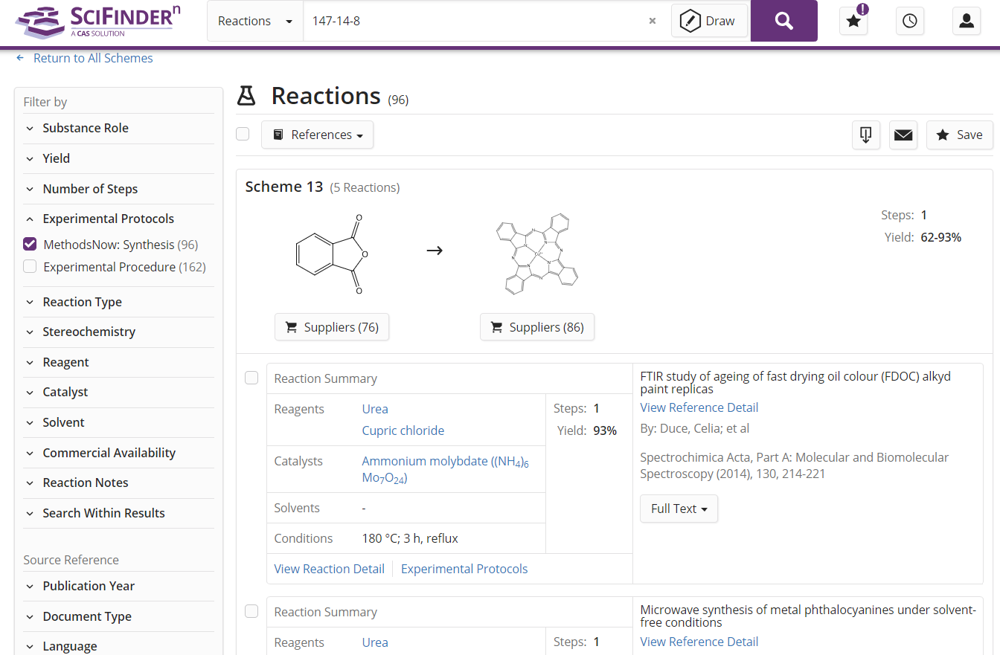 SCIFINDERⁿ
A CAS SOLUTION
Reactions
147-14-8
Draw
!
Return to All Schemes
Filter by
Substance Role
Yield
Number of Steps
Experimental Protocols
MethodsNow: Synthesis (96)
Experimental Procedure (162)
Reaction Type
Stereochemistry
Reagent
Catalyst
Solvent
Commercial Availability
Reaction Notes
Search Within Results
Source Reference
Publication Year
Document Type
Language
Reactions (96)
References
Save
Scheme 13 (5 Reactions)
Steps: 1
Yield: 62-93%
O
O
O
Suppliers (76)
Suppliers (86)
Reaction Summary
Reagents Urea
Cupric chloride
Catalysts Ammonium molybdate ((NH₄)₆
Mo₇O₂₄)
Solvents -
Conditions 180 °C; 3 h, reflux
Steps: 1
Yield: 93%
View Reaction Detail Experimental Protocols
FTIR study of ageing of fast drying oil colour (FDOC) alkyd
paint replicas
View Reference Detail
By: Duce, Celia; et al
Spectrochimica Acta, Part A: Molecular and Biomolecular
Spectroscopy (2014), 130, 214-221
Full Text
Reaction Summary
Reagents Urea
Steps: 1
Microwave synthesis of metal phthalocyanines under solvent-
free conditions
View Reference Detail